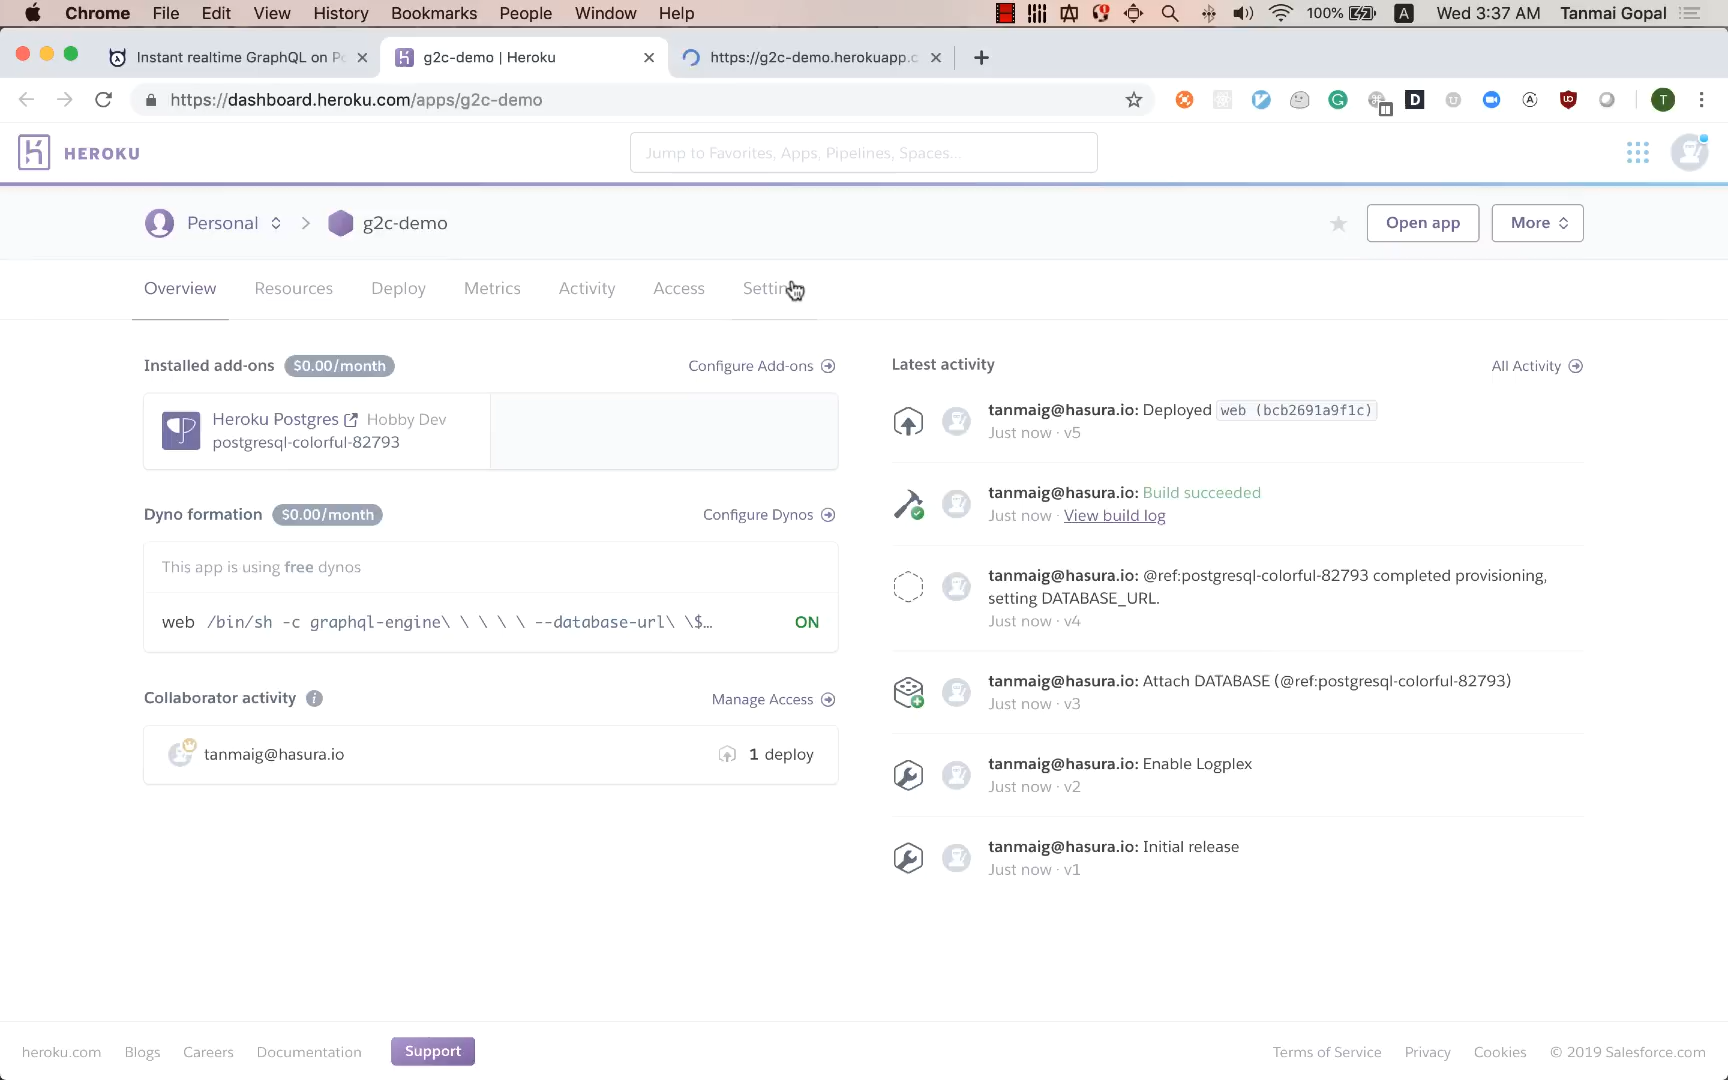 Chrome File Edit View History Bookmarks People Window Help 100% A Wed 3:37 AM Tanmai Gopal
Instant realtime GraphQL on Po g2c-demo | Heroku https://g2c-demo.herokuapp.c
https://dashboard.heroku.com/apps/g2c-demo T
HEROKU Jump to Favorites, Apps, Pipelines, Spaces...
Personal g2c-demo Open app More
Overview Resources Deploy Metrics Activity Access
Installed add-ons $0.00/month Configure Add-ons
Heroku Postgres Hobby Dev
postgresql-colorful-82793
Dyno formation $0.00/month Configure Dynos
This app is using free dynos
web /bin/sh -c graphql-engine\ \ \ \ \ --database-url\ \$… ON
Collaborator activity i Manage Access
tanmaig@hasura.io 1 deploy
Latest activity All Activity
tanmaig@hasura.io: Deployed web (bcb2691a9f1c)
Just now · v5
tanmaig@hasura.io: Build succeeded
Just now · View build log
tanmaig@hasura.io: @ref:postgresql-colorful-82793 completed provisioning,
setting DATABASE_URL.
Just now · v4
tanmaig@hasura.io: Attach DATABASE (@ref:postgresql-colorful-82793)
Just now · v3
tanmaig@hasura.io: Enable Logplex
Just now · v2
tanmaig@hasura.io: Initial release
Just now · v1
heroku.com Blogs Careers Documentation Support Terms of Service Privacy Cookies © 2019 Salesforce.com